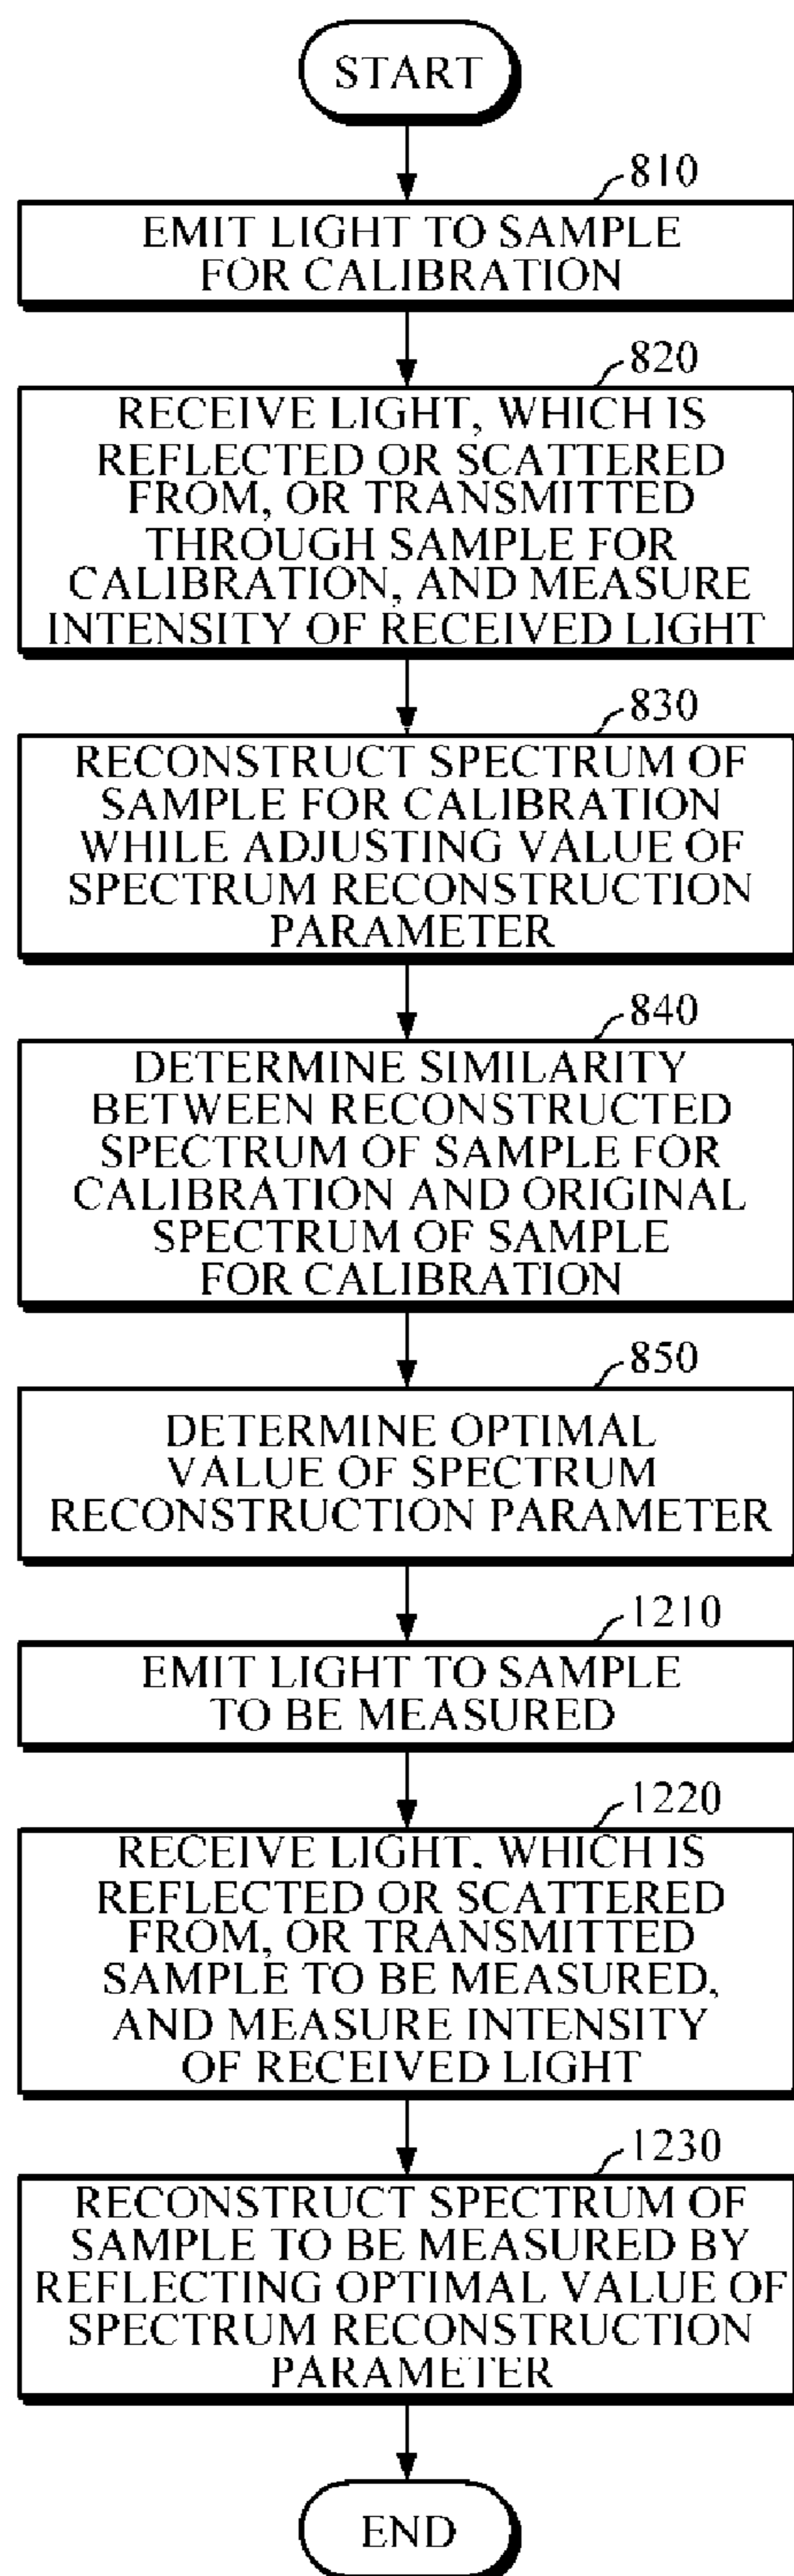 START
810
EMIT LIGHT TO SAMPLE
FOR CALIBRATION
820
RECEIVE LIGHT, WHICH IS
REFLECTED OR SCATTERED
FROM, OR TRANSMITTED
THROUGH SAMPLE FOR
CALIBRATION, AND MEASURE
INTENSITY OF RECEIVED LIGHT
830
RECONSTRUCT SPECTRUM OF
SAMPLE FOR CALIBRATION
WHILE ADJUSTING VALUE OF
SPECTRUM RECONSTRUCTION
PARAMETER
840
DETERMINE SIMILARITY
BETWEEN RECONSTRUCTED
SPECTRUM OF SAMPLE FOR
CALIBRATION AND ORIGINAL
SPECTRUM OF SAMPLE
FOR CALIBRATION
850
DETERMINE OPTIMAL
VALUE OF SPECTRUM
RECONSTRUCTION PARAMETER
1210
EMIT LIGHT TO SAMPLE
TO BE MEASURED
1220
RECEIVE LIGHT, WHICH IS
REFLECTED OR SCATTERED
FROM, OR TRANSMITTED
SAMPLE TO BE MEASURED,
AND MEASURE INTENSITY
OF RECEIVED LIGHT
1230
RECONSTRUCT SPECTRUM OF
SAMPLE TO BE MEASURED BY
REFLECTING OPTIMAL VALUE OF
SPECTRUM RECONSTRUCTION
PARAMETER
END